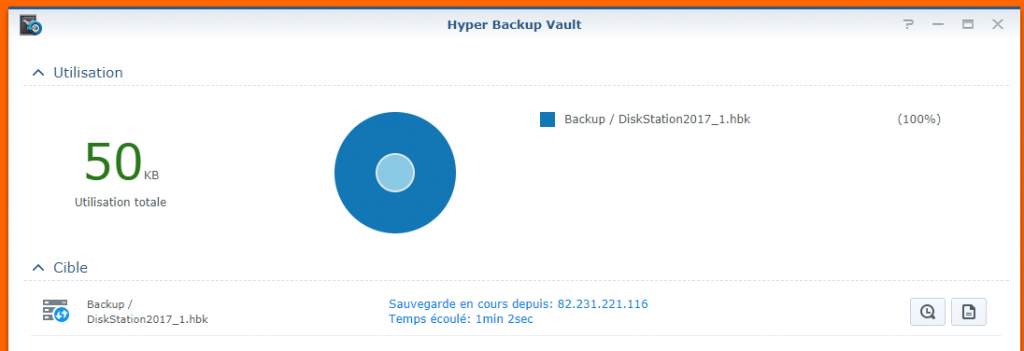 Hyper Backup Vault
Utilisation
Backup / DiskStation2017_1.hbk (100%)
50 KB
Utilisation totale
Cible
Backup /
DiskStation2017_1.hbk
Sauvegarde en cours depuis: 82.231.221.116
Temps écoulé: 1min 2sec